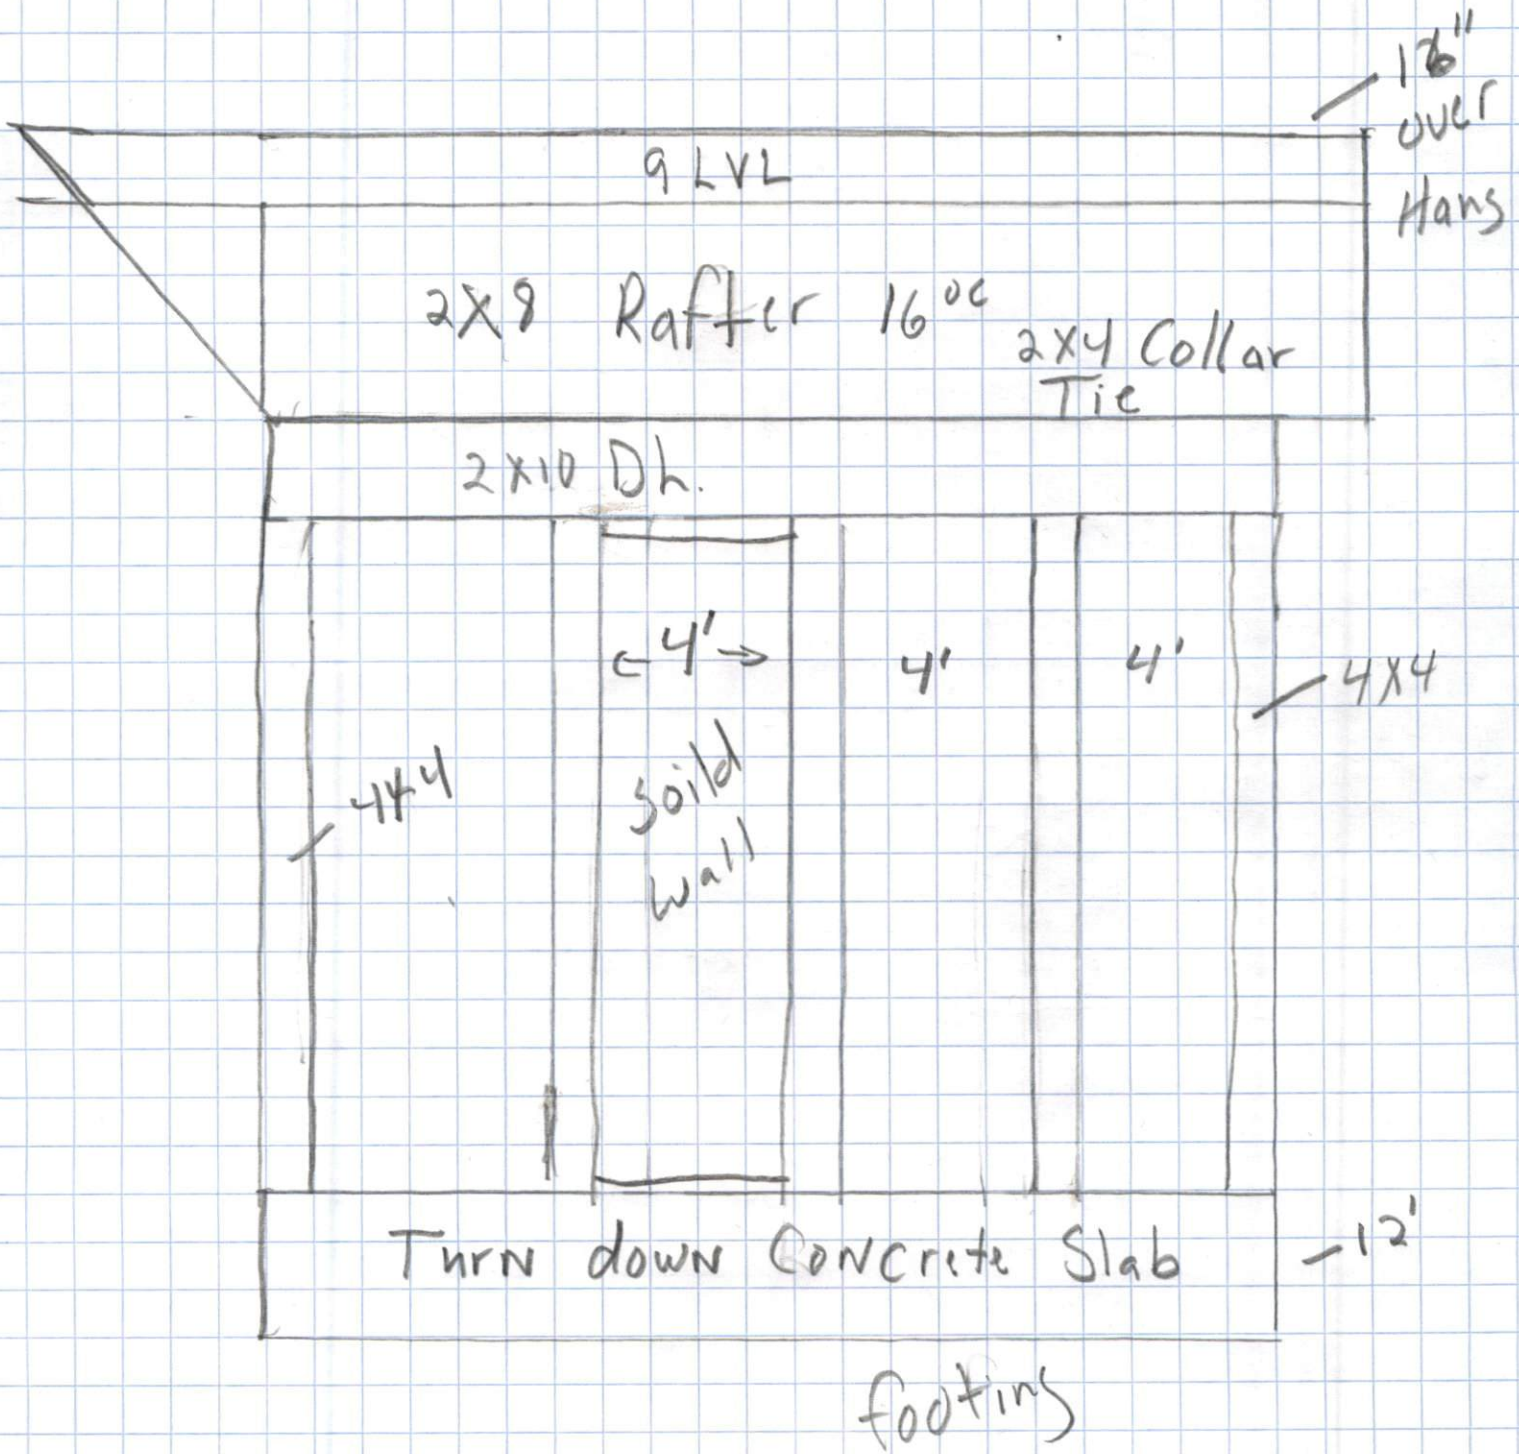 over
Hang
9 LVL
2X8 Rafter 16 oc
2X4 Collar
Tie
2X10 Dh.
←4'→
4'
4'
4X4
4x4
soild
wall
Turn down Concrete Slab
-12'
footing